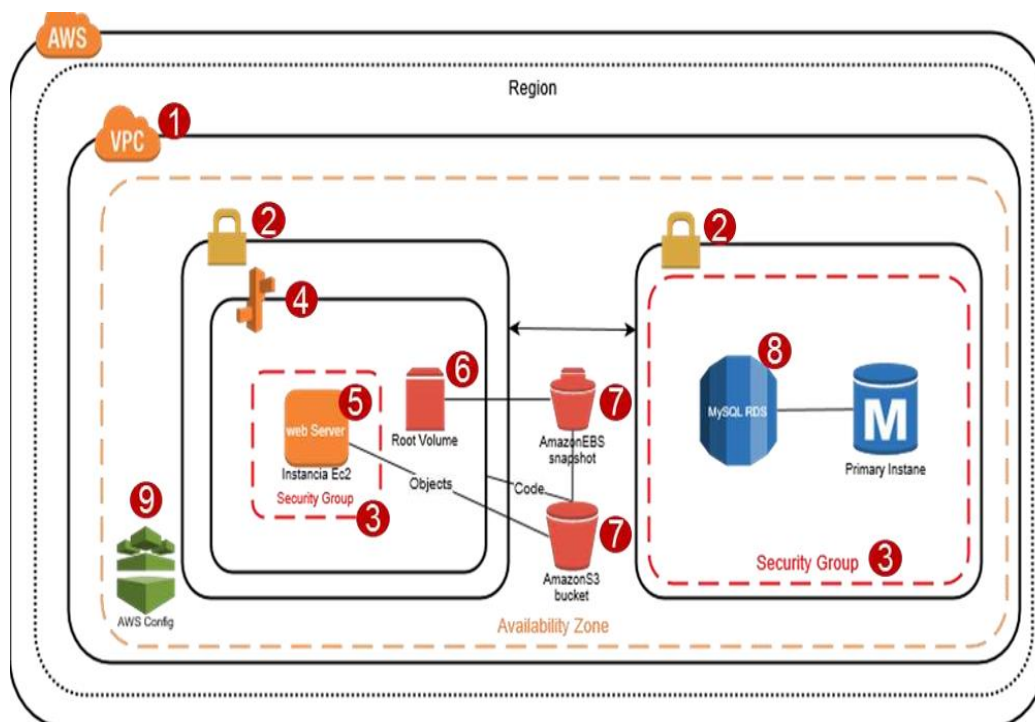 AWS
Region
VPC
1
2
2
4
8
6
5
MySQL RDS
web Server
7
Root Volume
AmazonEBS
snapshot
Primary Instane
Instancia Ec2
Objects
Code
Security Group
9
3
7
Security Group
3
AmazonS3
bucket
AWS Config
Availability Zone